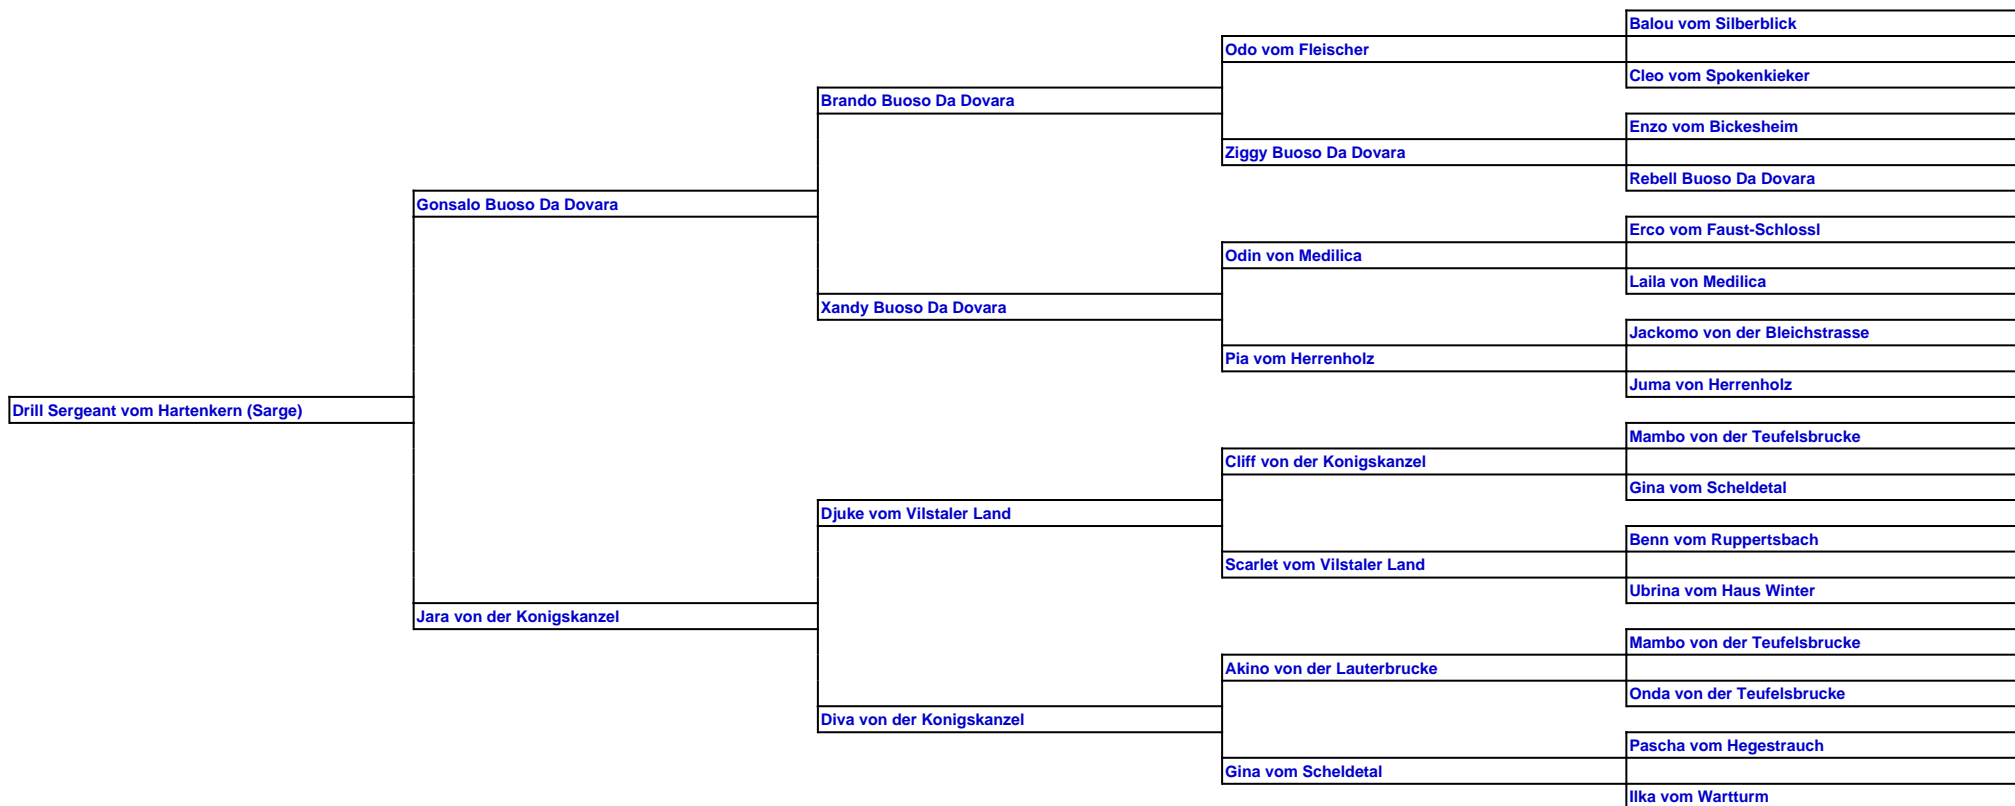 Balou vom Silberblick
Odo vom Fleischer
Cleo vom Spokenkieker
Brando Buoso Da Dovara
Enzo vom Bickesheim
Ziggy Buoso Da Dovara
Rebell Buoso Da Dovara
Gonsalo Buoso Da Dovara
Erco vom Faust-Schlossl
Odin von Medilica
Laila von Medilica
Xandy Buoso Da Dovara
Jackomo von der Bleichstrasse
Pia vom Herrenholz
Juma von Herrenholz
Drill Sergeant vom Hartenkern (Sarge)
Mambo von der Teufelsbrucke
Cliff von der Konigskanzel
Gina vom Scheldetal
Djuke vom Vilstaler Land
Benn vom Ruppertsbach
Scarlet vom Vilstaler Land
Ubrina vom Haus Winter
Jara von der Konigskanzel
Mambo von der Teufelsbrucke
Akino von der Lauterbrucke
Onda von der Teufelsbrucke
Diva von der Konigskanzel
Pascha vom Hegestrauch
Gina vom Scheldetal
Ilka vom Wartturm